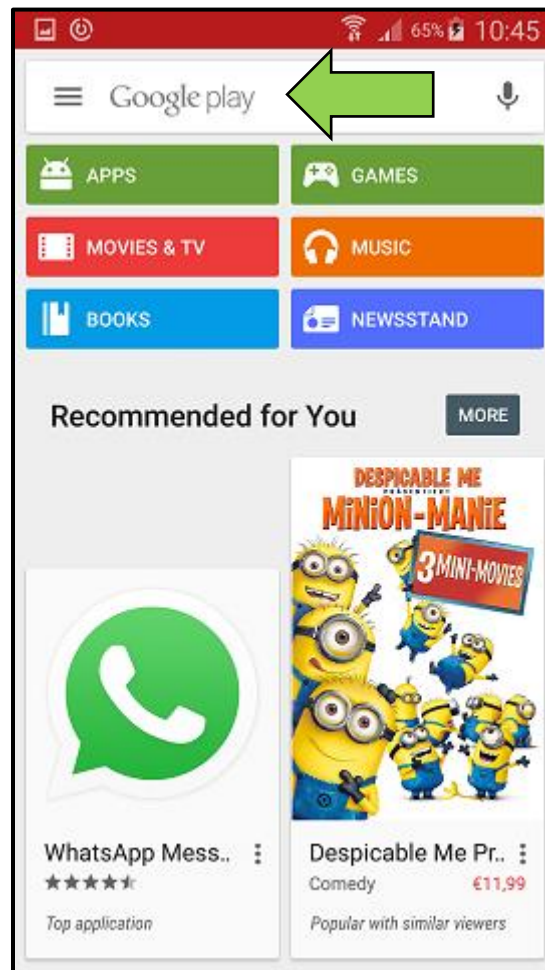 65% 10:45
Google play
APPS
GAMES
MOVIES & TV
MUSIC
BOOKS
NEWSSTAND
Recommended for You
MORE
DESPICABLE ME
PRÄSENTIERT
MINION-MANIE
3 MINI-MOVIES
WhatsApp Mess..
Top application
Despicable Me Pr..
Comedy €11,99
Popular with similar viewers